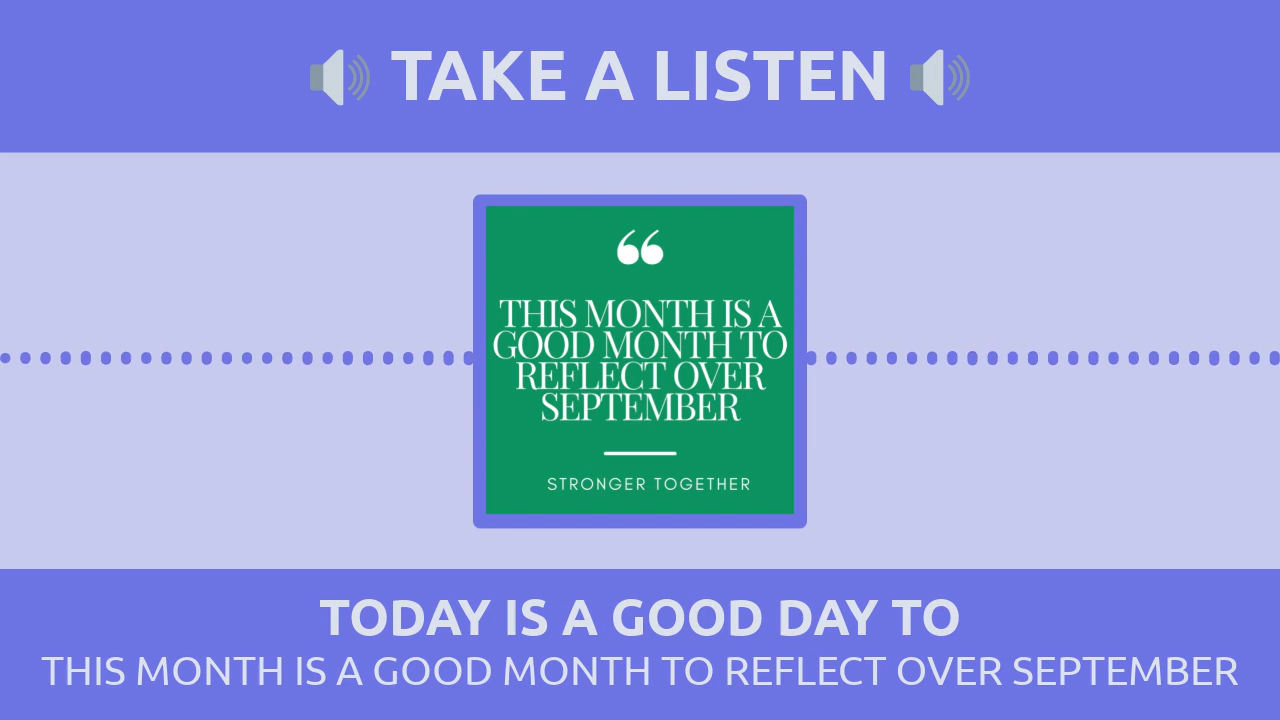 🔊 TAKE A LISTEN 🔊
“
THIS MONTH IS A
GOOD MONTH TO
REFLECT OVER
SEPTEMBER
STRONGER TOGETHER
TODAY IS A GOOD DAY TO
THIS MONTH IS A GOOD MONTH TO REFLECT OVER SEPTEMBER